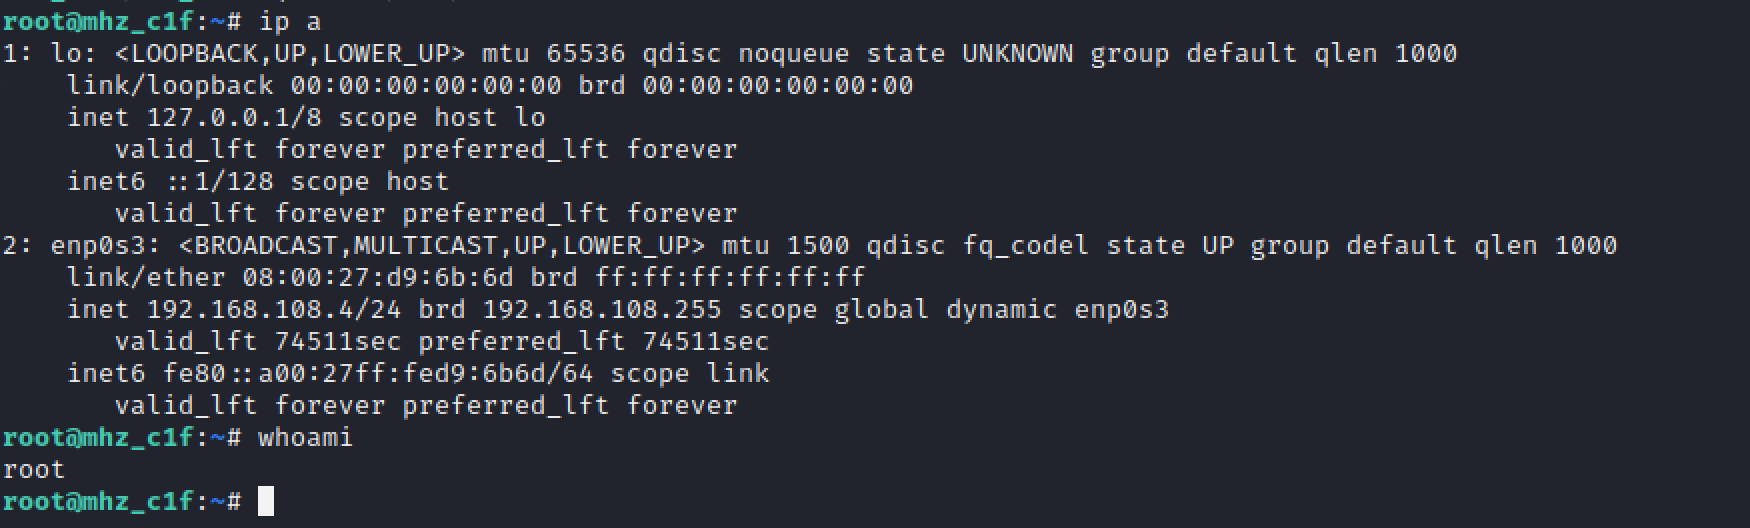 root@mhz_c1f:~# ip a
1: lo: <LOOPBACK,UP,LOWER_UP> mtu 65536 qdisc noqueue state UNKNOWN group default qlen 1000
    link/loopback 00:00:00:00:00:00 brd 00:00:00:00:00:00
    inet 127.0.0.1/8 scope host lo
       valid_lft forever preferred_lft forever
    inet6 ::1/128 scope host
       valid_lft forever preferred_lft forever
2: enp0s3: <BROADCAST,MULTICAST,UP,LOWER_UP> mtu 1500 qdisc fq_codel state UP group default qlen 1000
    link/ether 08:00:27:d9:6b:6d brd ff:ff:ff:ff:ff:ff
    inet 192.168.108.4/24 brd 192.168.108.255 scope global dynamic enp0s3
       valid_lft 74511sec preferred_lft 74511sec
    inet6 fe80::a00:27ff:fed9:6b6d/64 scope link
       valid_lft forever preferred_lft forever
root@mhz_c1f:~# whoami
root
root@mhz_c1f:~#